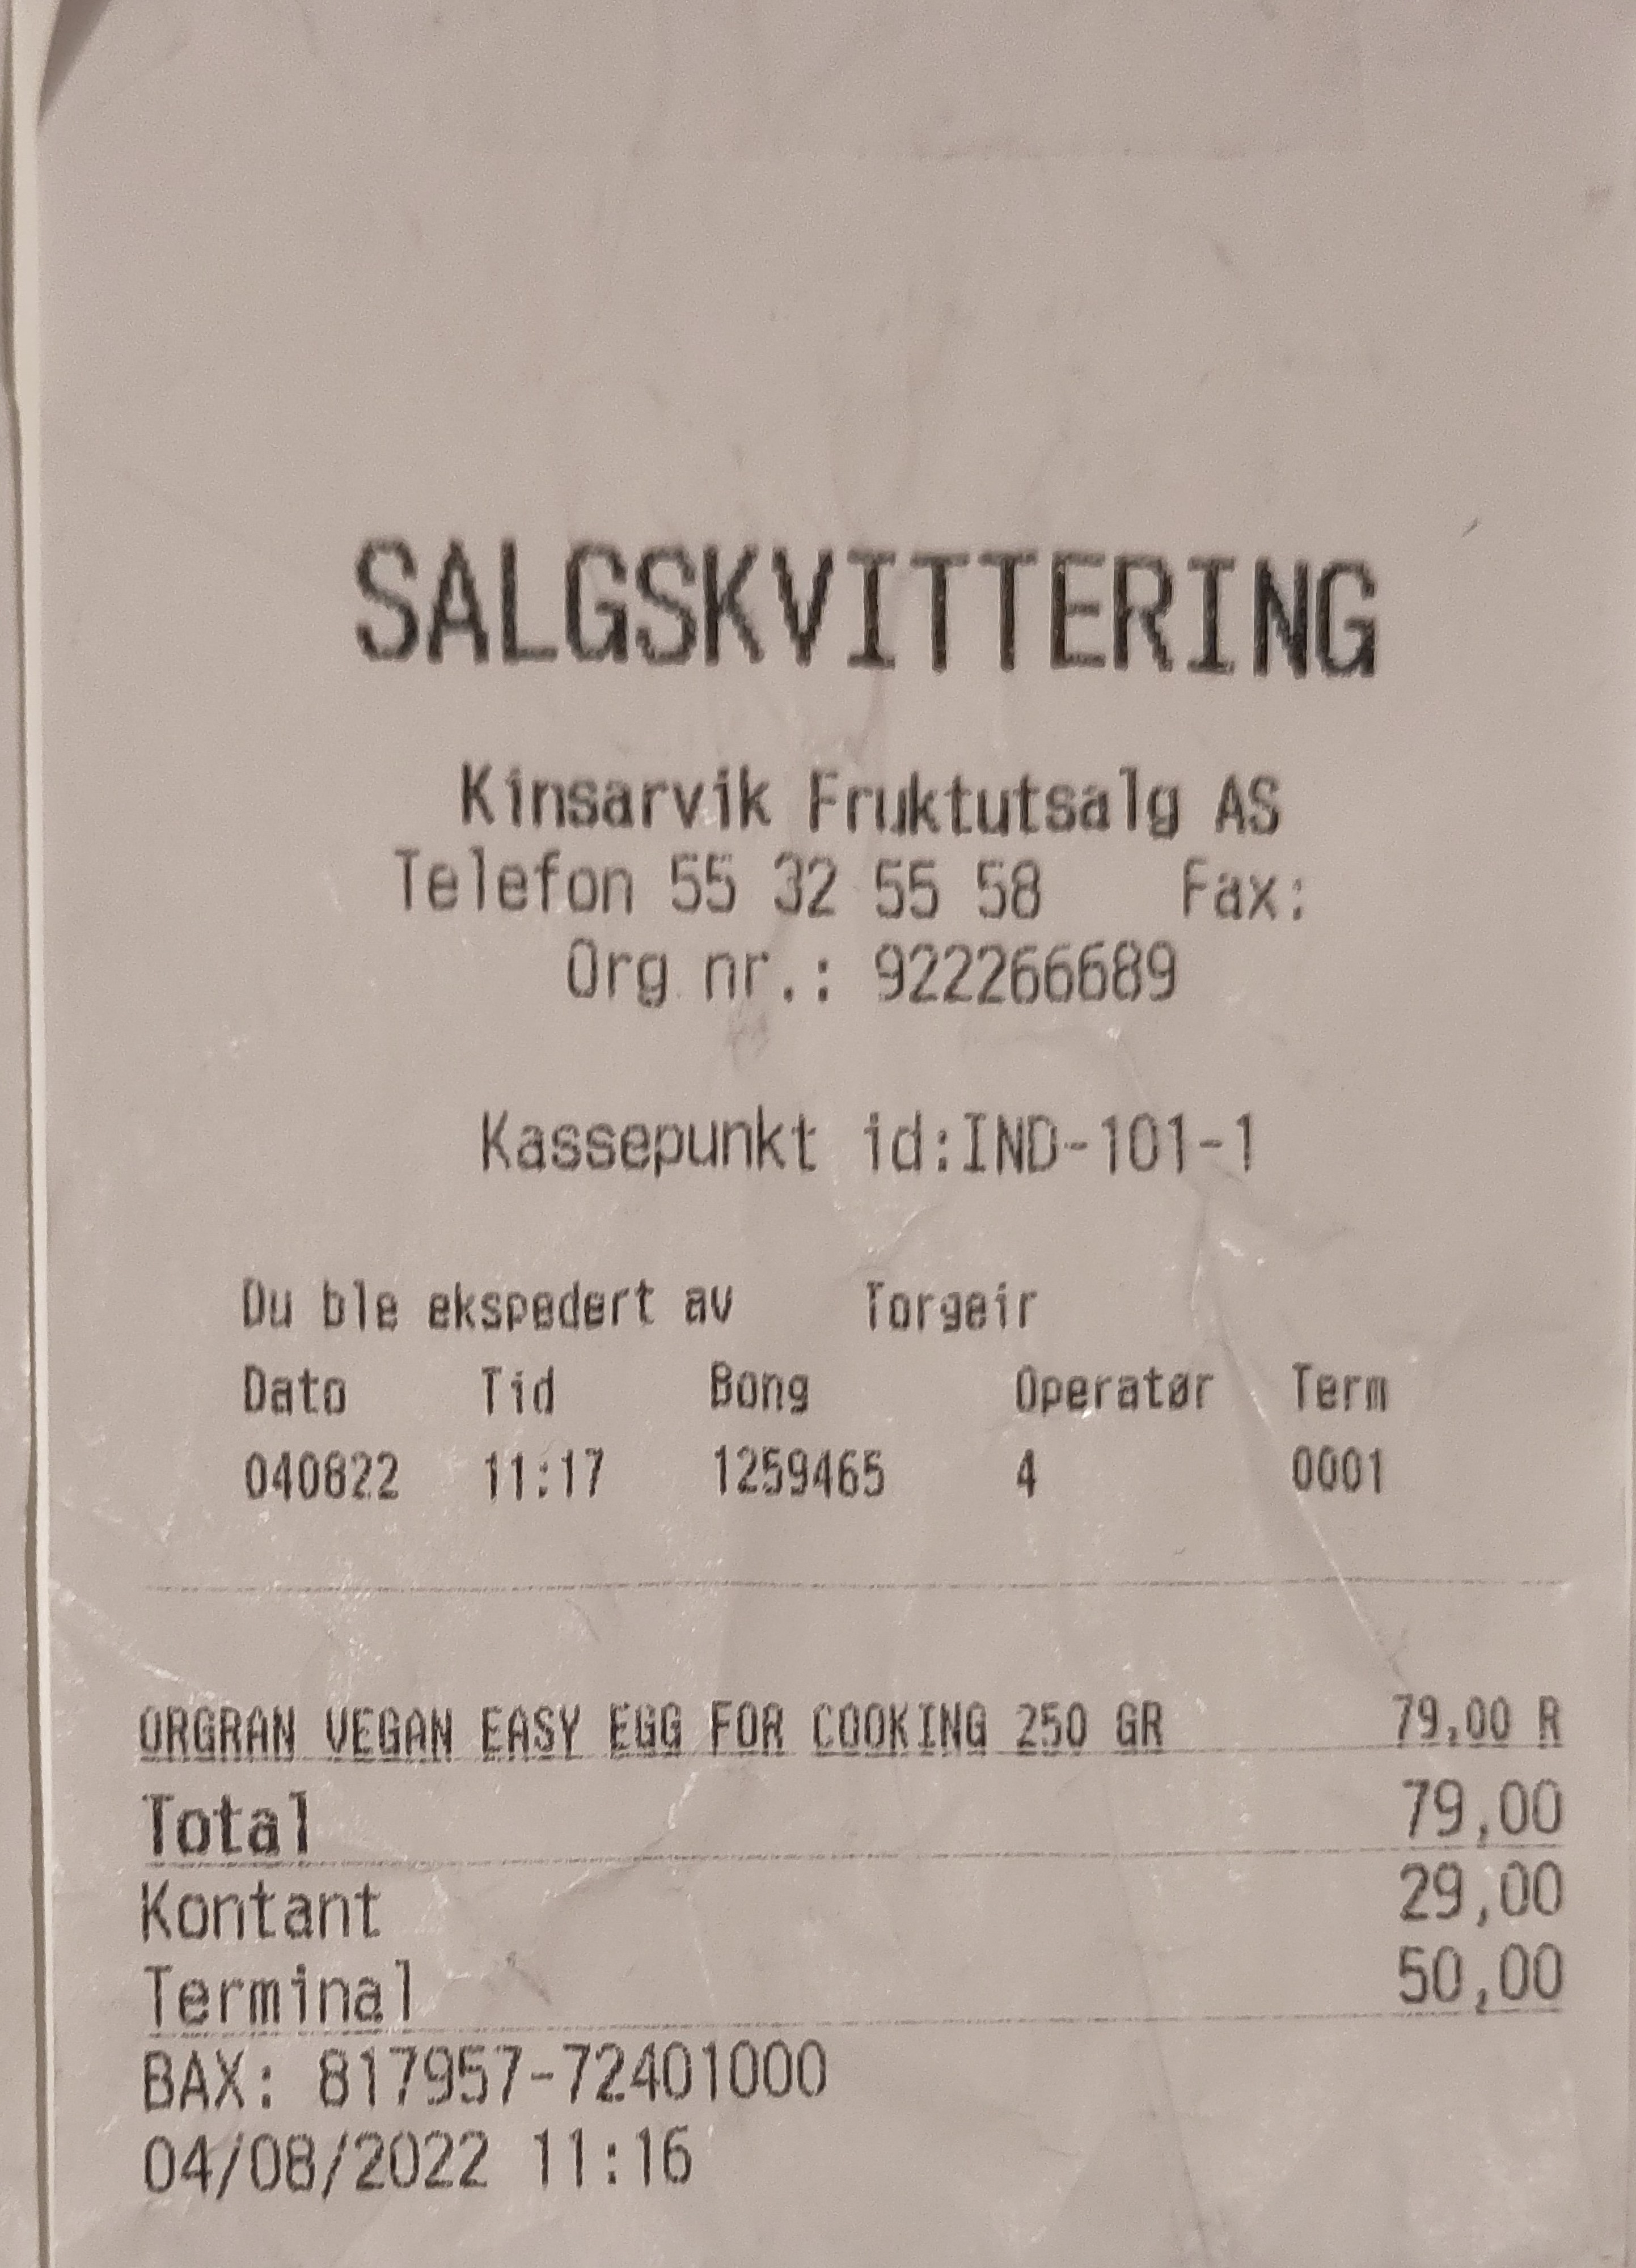 SALGSKVITTERING
Kinsarvik Fruktutsalg AS
Telefon 55 32 55 58 Fax:
Org nr.: 922266689
Kassepunkt id:IND-101-1
Du ble ekspedert av Torgeir
Dato Tid Bong Operatør Term
040822 11:17 1259465 4 0001
ORGRAN VEGAN EASY EGG FOR COOKING 250 GR 79,00 R
Total 79,00
Kontant 29,00
Terminal 50,00
BAX: 817957-72401000
04/08/2022 11:16